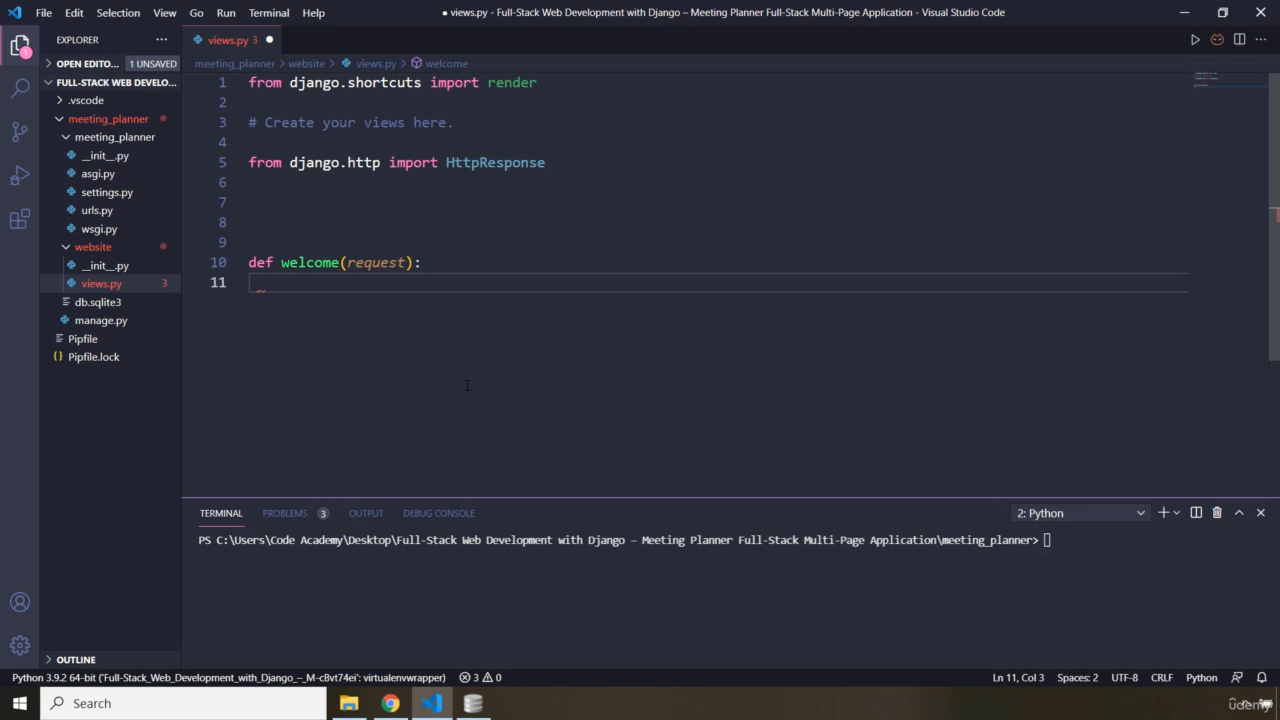 File Edit Selection View Go Run Terminal Help
● views.py - Full-Stack Web Development with Django – Meeting Planner Full-Stack Multi-Page Application - Visual Studio Code
EXPLORER
OPEN EDITO... 1 UNSAVED
FULL-STACK WEB DEVELO...
.vscode
meeting_planner
meeting_planner
__init__.py
asgi.py
settings.py
urls.py
wsgi.py
website
__init__.py
views.py 3
db.sqlite3
manage.py
Pipfile
{} Pipfile.lock
OUTLINE
1
views.py 3 ●
meeting_planner > website > views.py > welcome
1 from django.shortcuts import render
2
3 # Create your views here.
4
5 from django.http import HttpResponse
6
7
8
9
10 def welcome(request):
11
TERMINAL PROBLEMS 3 OUTPUT DEBUG CONSOLE 2: Python
PS C:\Users\Code Academy\Desktop\Full-Stack Web Development with Django – Meeting Planner Full-Stack Multi-Page Application\meeting_planner>
Python 3.9.2 64-bit ('Full-Stack_Web_Development_with_Django_–_M-c8vt74ei': virtualenvwrapper) 3 0 Ln 11, Col 3 Spaces: 2 UTF-8 CRLF Python
Search
udemy